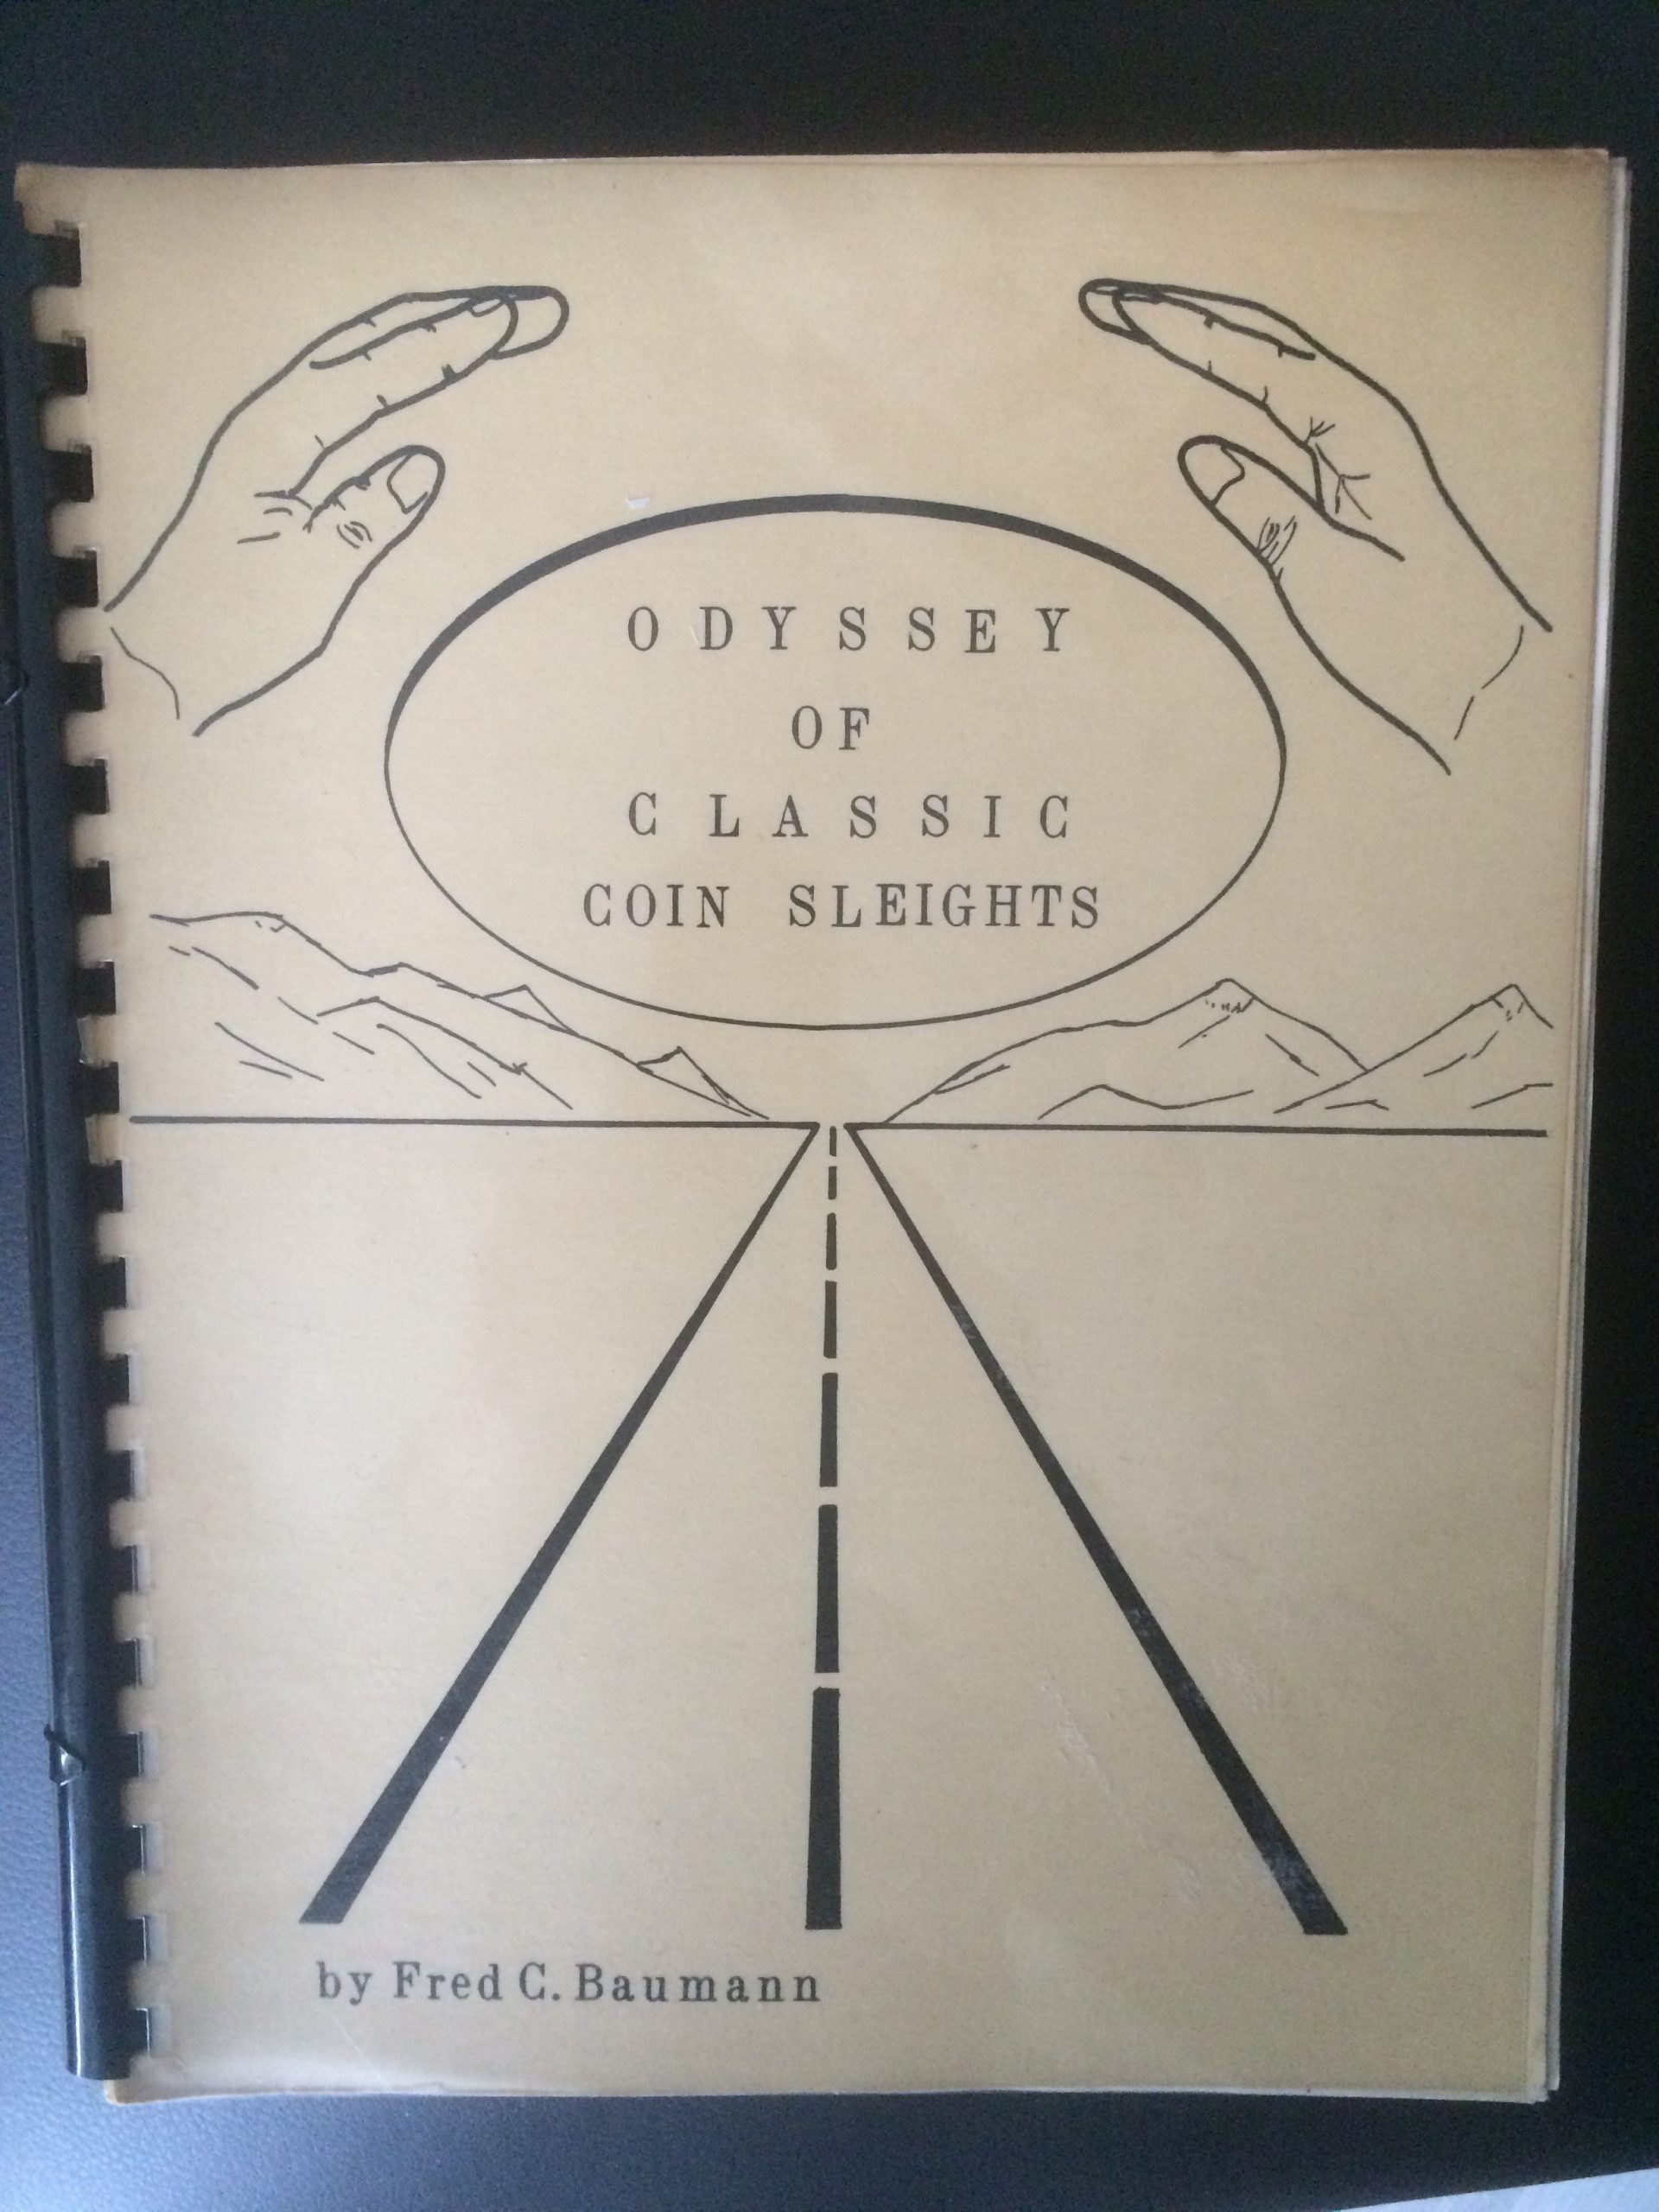 ODYSSEY
OF
CLASSIC
COIN SLEIGHTS
by Fred C. Baumann